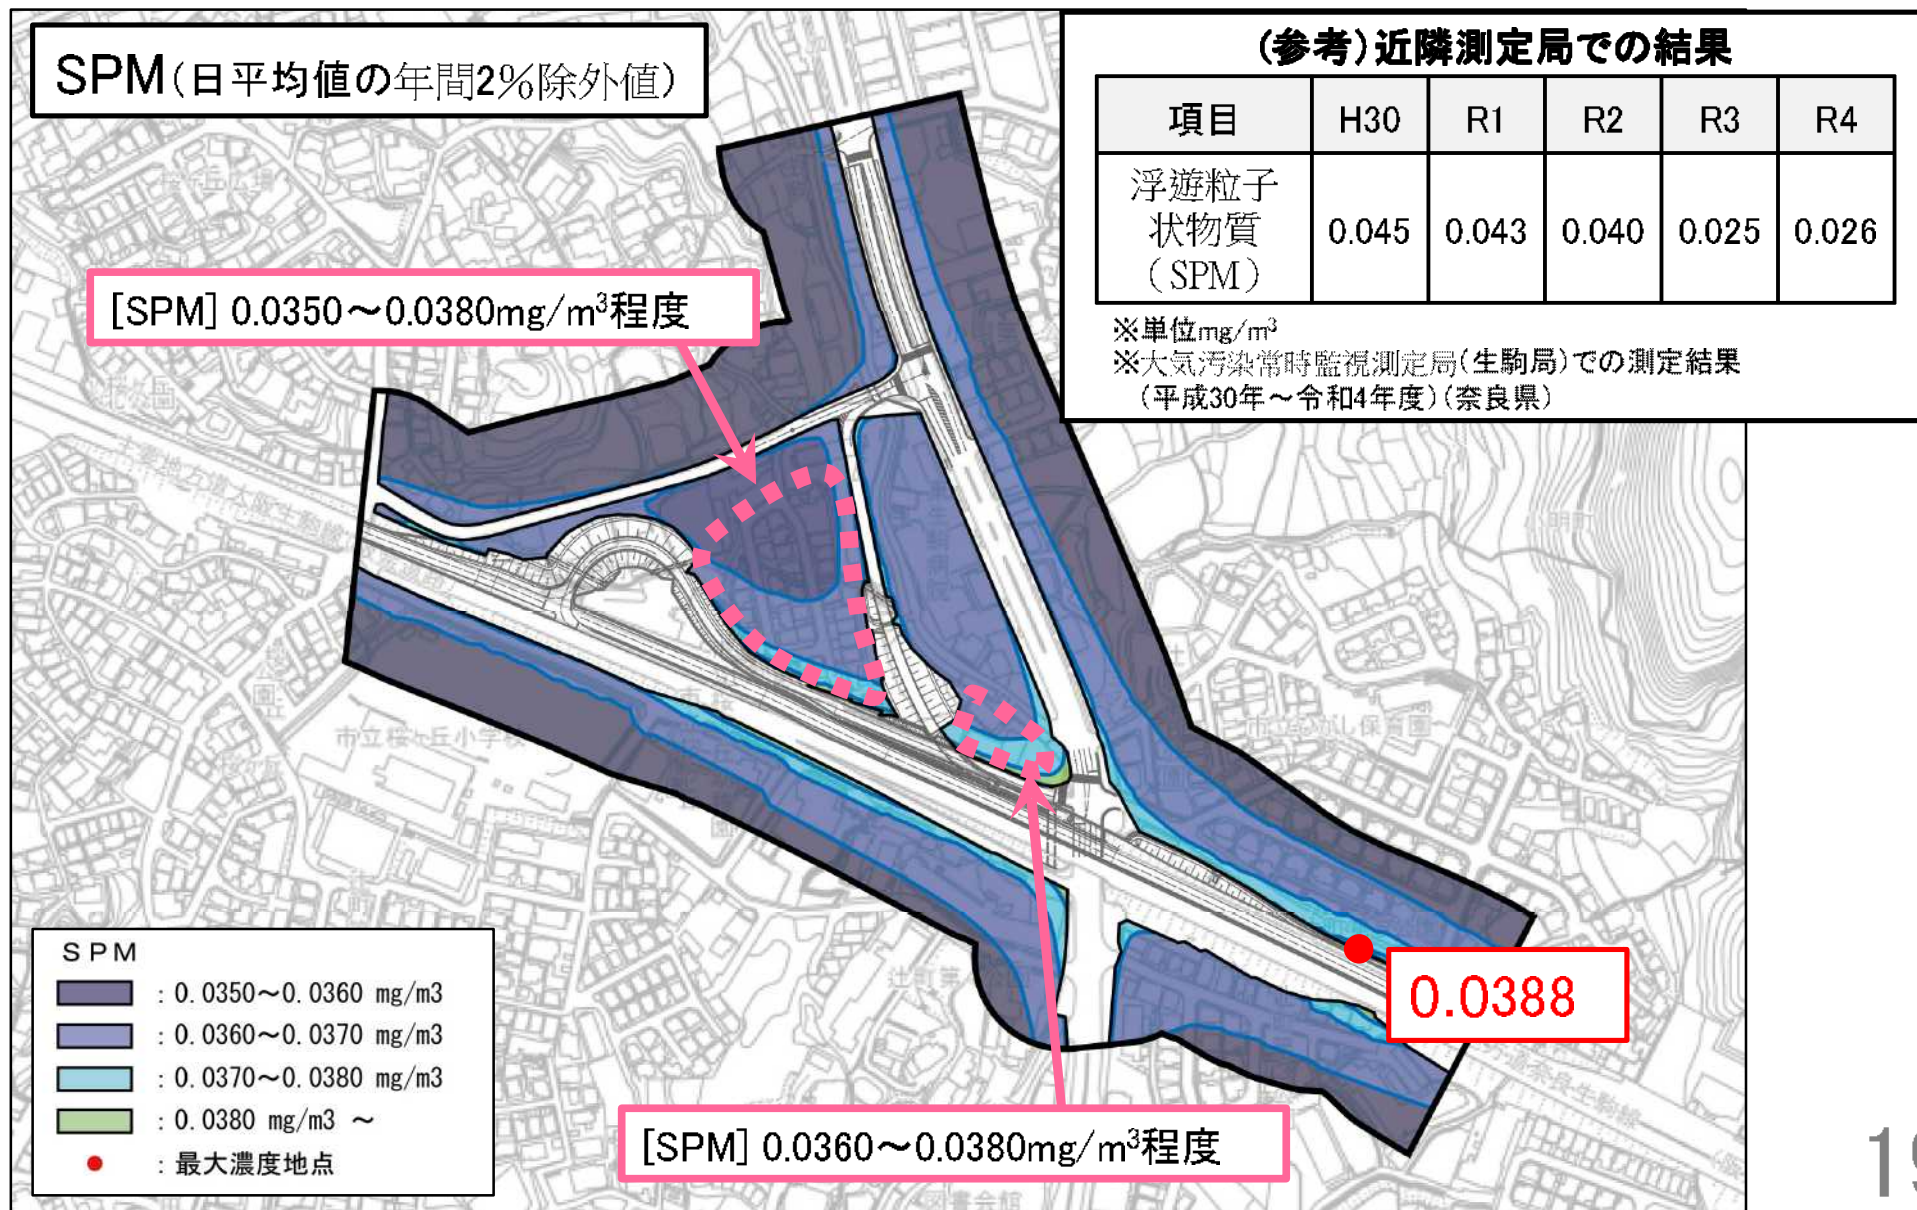 SPM(日平均値の年間2%除外値)
(参考)近隣測定局での結果
項目 H30 R1 R2 R3 R4
浮遊粒子
状物質
(SPM)
0.045 0.043 0.040 0.025 0.026
※単位mg/m³
※大気汚染常時監視測定局(生駒局)での測定結果
(平成30年～令和4年度)(奈良県)
[SPM] 0.0350～0.0380mg/m³程度
市立桜ヶ丘小学校
0.0388
[SPM] 0.0360～0.0380mg/m³程度
SPM
: 0.0350～0.0360 mg/m3
: 0.0360～0.0370 mg/m3
: 0.0370～0.0380 mg/m3
: 0.0380 mg/m3 ～
: 最大濃度地点
図書会館